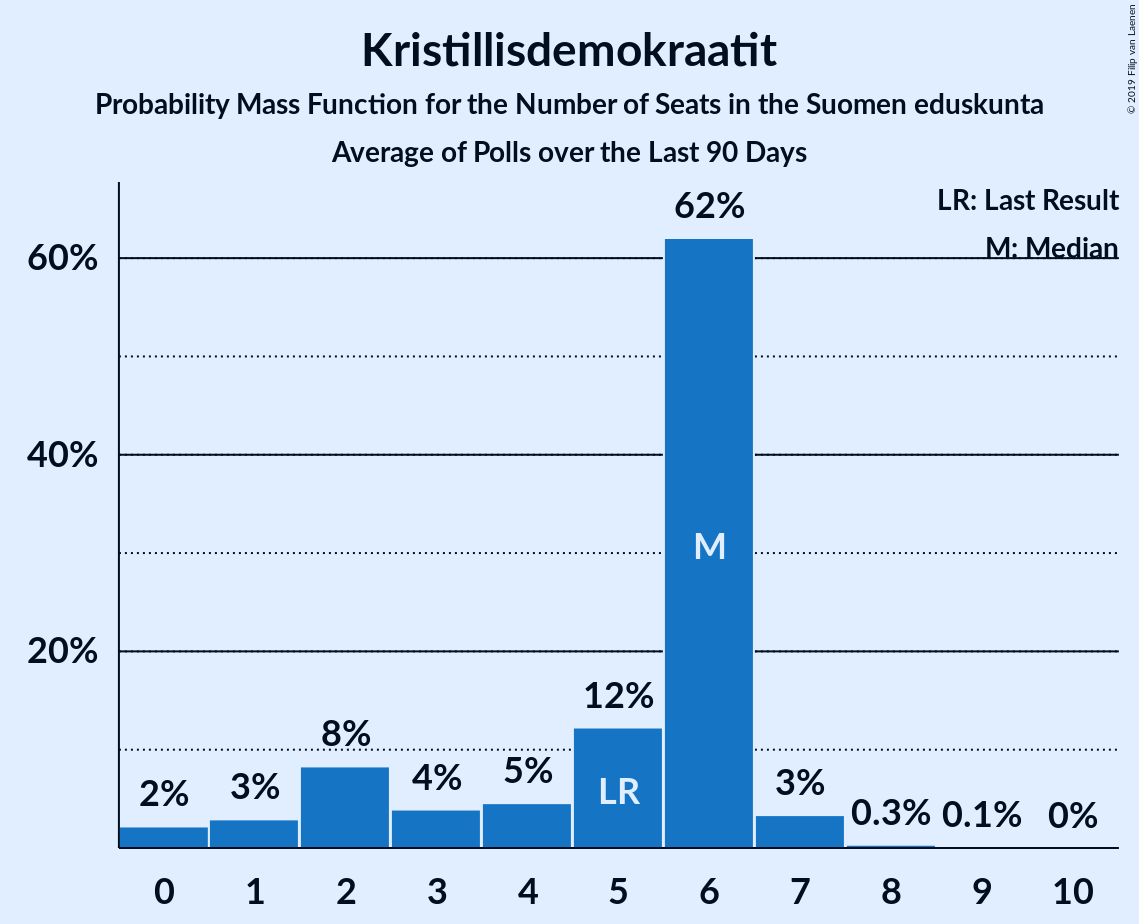 Kristillisdemokraatit
Probability Mass Function for the Number of Seats in the Suomen eduskunta
Average of Polls over the Last 90 Days
© 2019 Filip van Laenen
LR: Last Result
M: Median
60%
40%
20%
2%
3%
8%
4%
5%
12%
62%
3%
0.3%
0.1%
0%
LR
M
0 1 2 3 4 5 6 7 8 9 10